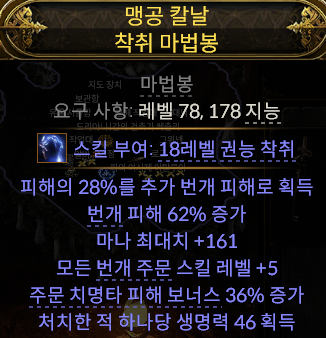 맹공 칼날
착취 마법봉
마법봉
요구 사항: 레벨 78, 178 지능
스킬 부여: 18레벨 권능 착취
피해의 28%를 추가 번개 피해로 획득
번개 피해 62% 증가
마나 최대치 +161
모든 번개 주문 스킬 레벨 +5
주문 치명타 피해 보너스 36% 증가
처치한 적 하나당 생명력 46 획득